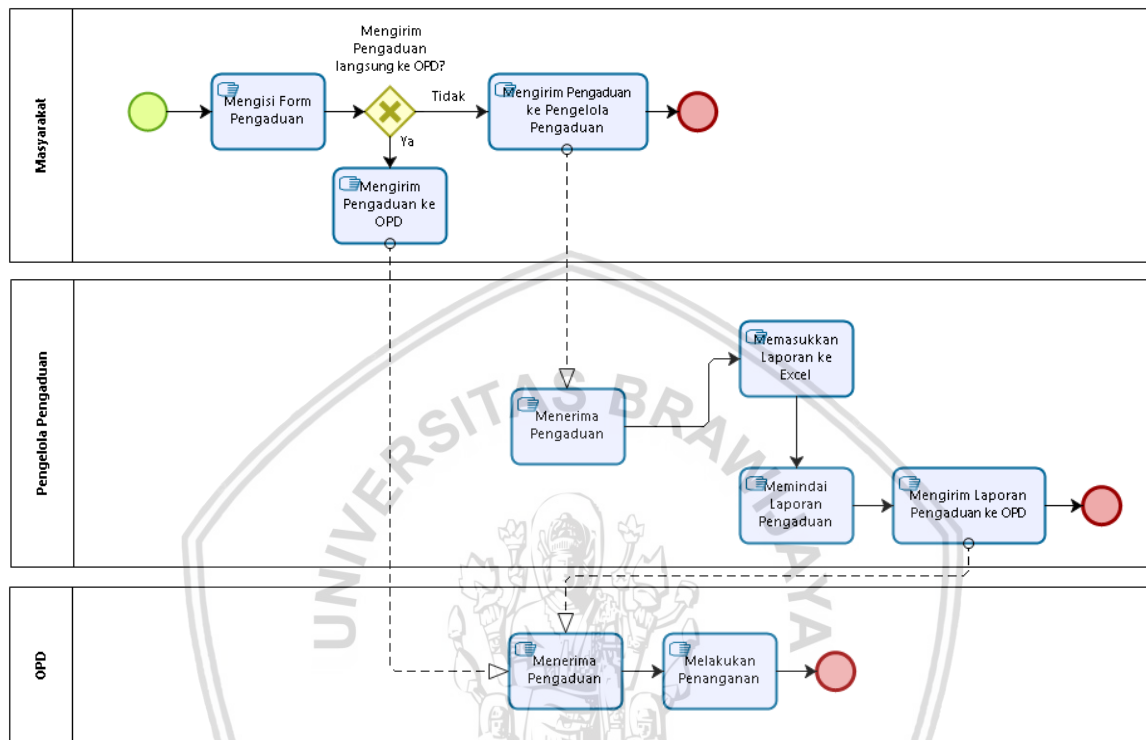 Masyarakat
Mengisi Form
Pengaduan
Mengirim
Pengaduan
langsung ke OPD?
Tidak
Ya
Mengirim Pengaduan
ke Pengelola
Pengaduan
Mengirim
Pengaduan ke
OPD
Pengelola Pengaduan
Menerima
Pengaduan
Memasukkan
Laporan ke
Excel
Memindai
Laporan
Pengaduan
Mengirim Laporan
Pengaduan ke OPD
OPD
Menerima
Pengaduan
Melakukan
Penanganan
UNIVERSITAS BRAWIJAYA